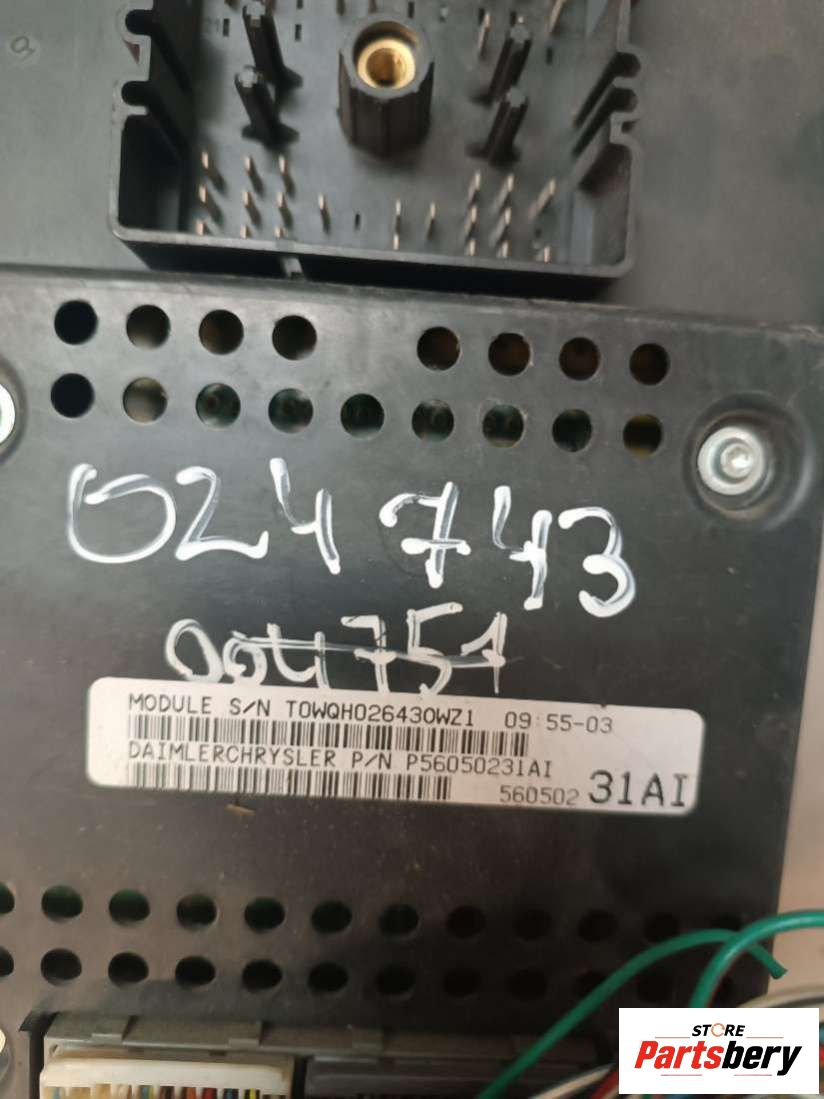 024743
004751
MODULE S/N T0WQH026430WZ1 09:55-03
DAIMLERCHRYSLER P/N P56050231AI
560502 31AI
STORE
Partsbery